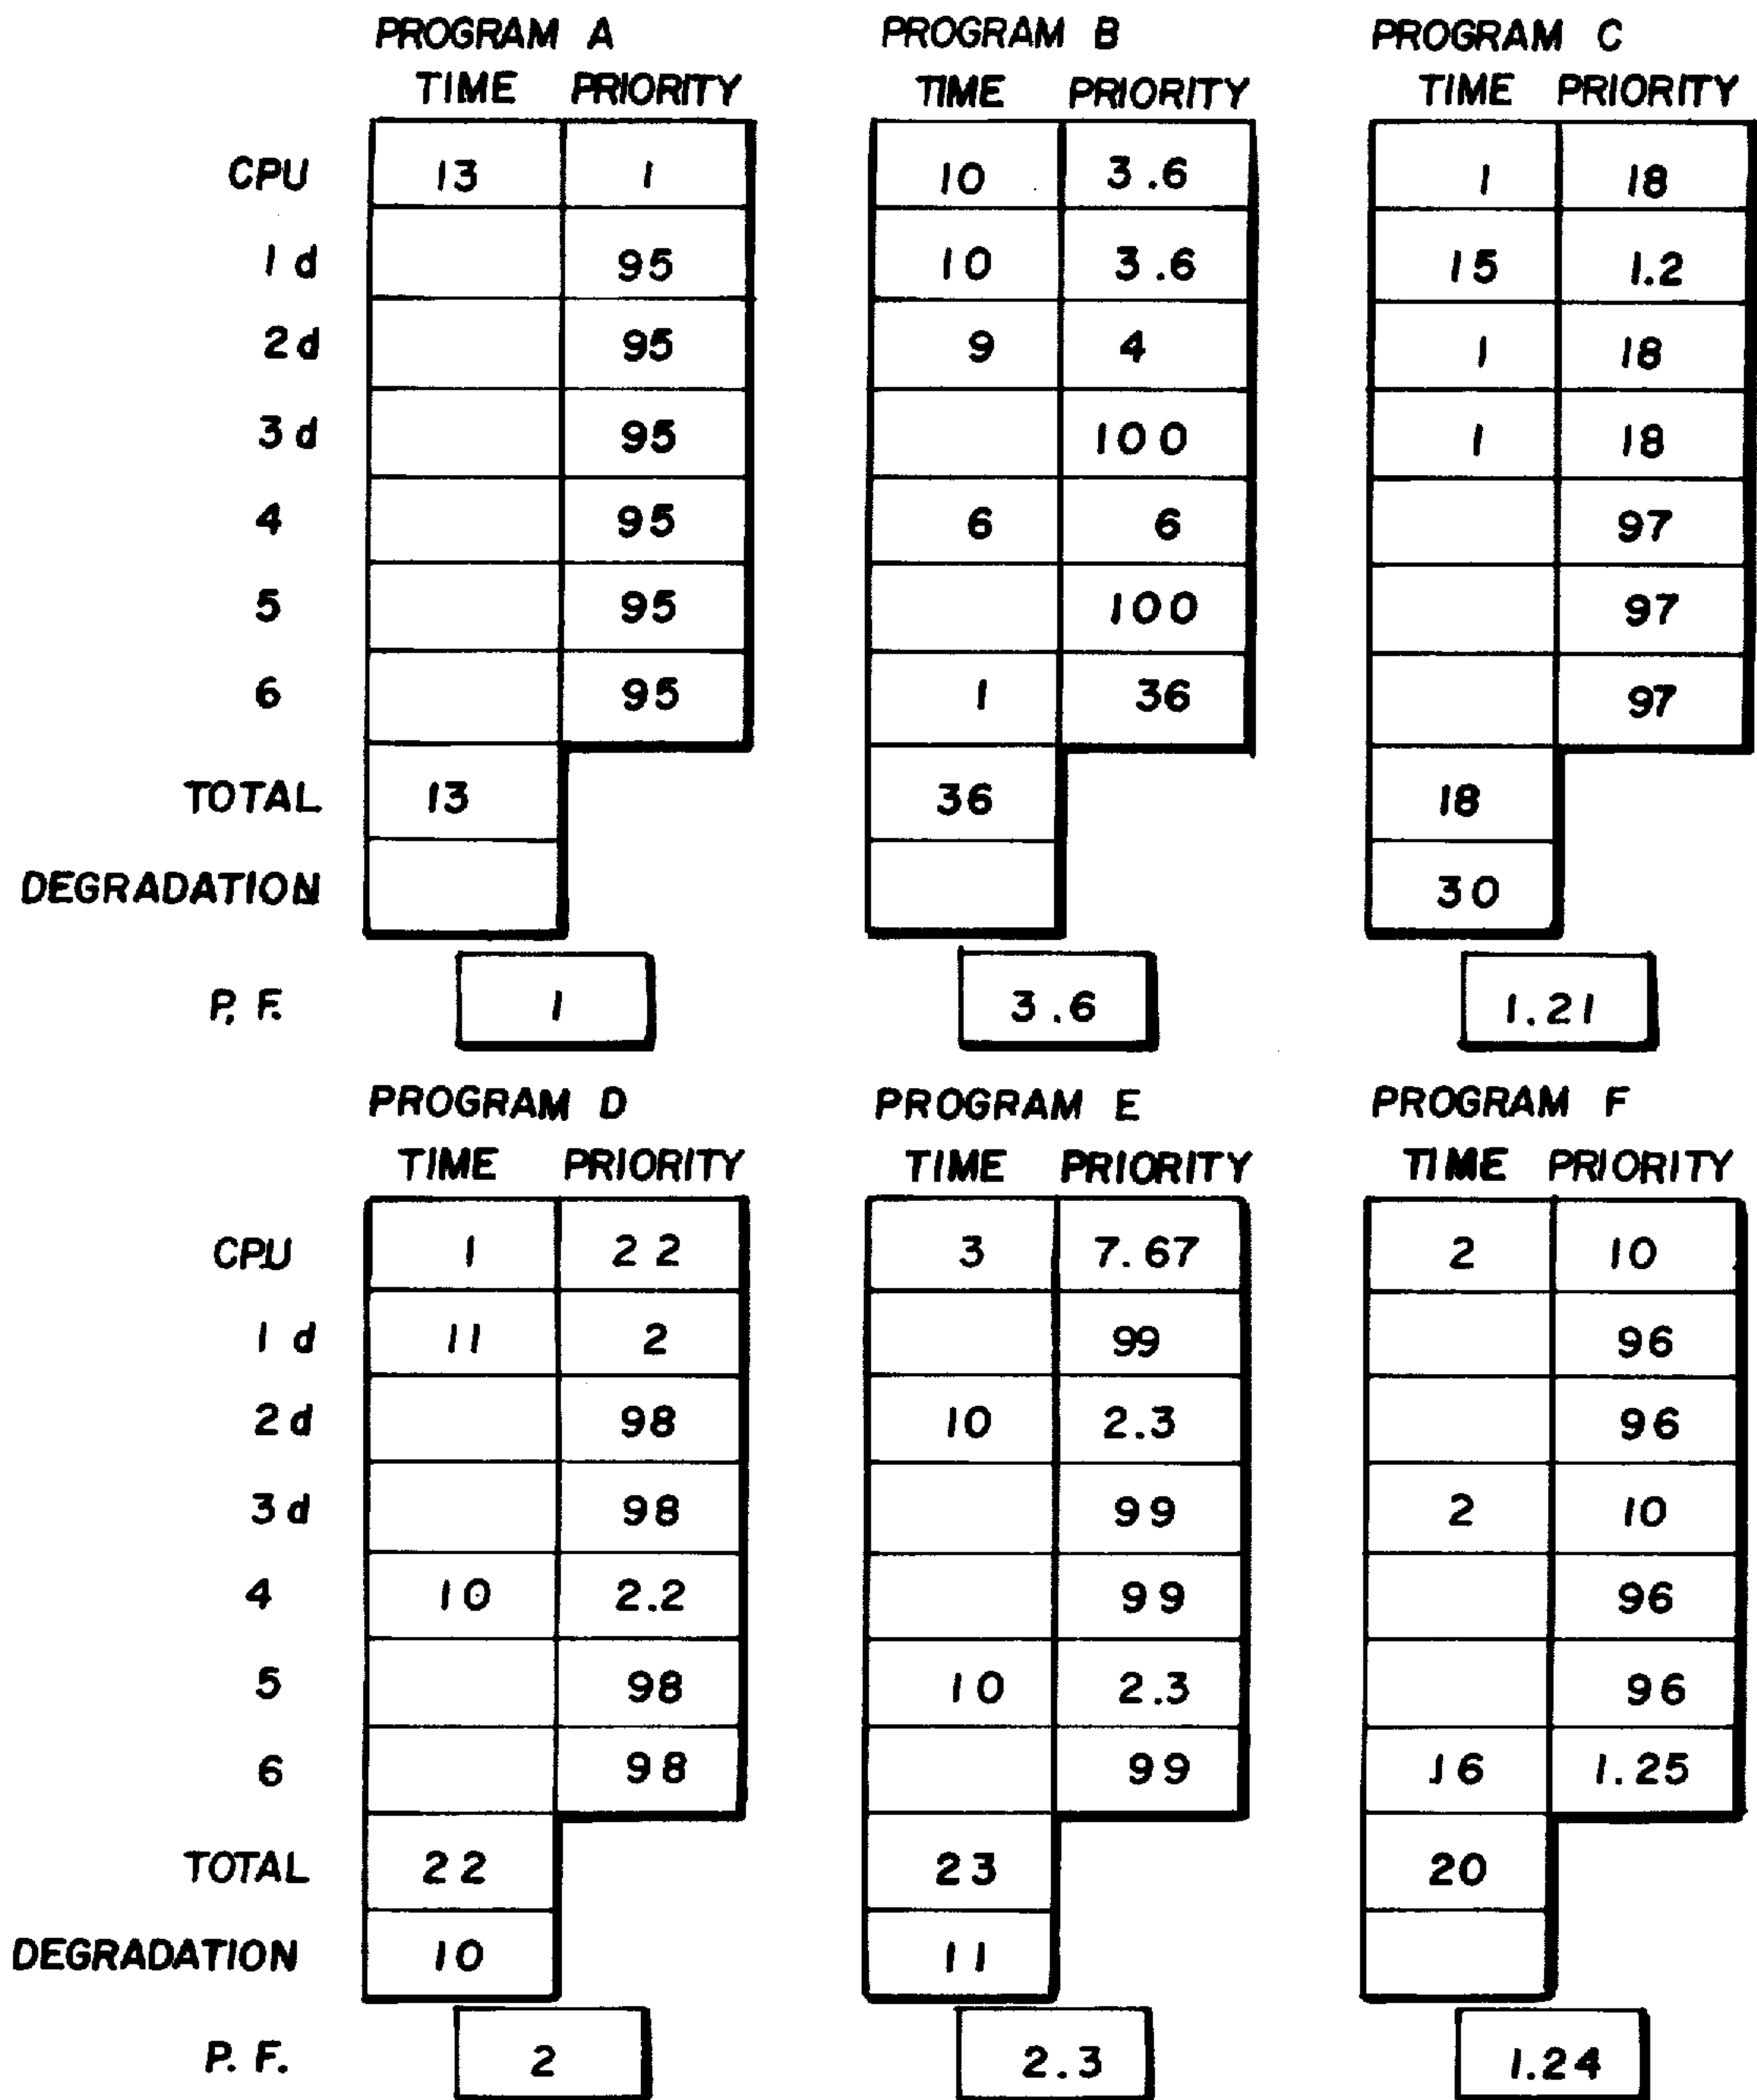 PROGRAM A PROGRAM B PROGRAM C
TIME PRIORITY TIME PRIORITY TIME PRIORITY
CPU 13 1 10 3.6 1 18
1d 95 10 3.6 15 1.2
2d 95 9 4 1 18
3d 95 100 1 18
4 95 6 6 97
5 95 100 97
6 95 1 36 97
TOTAL 13 36 18
DEGRADATION 30
P. F. 1 3.6 1.21
PROGRAM D PROGRAM E PROGRAM F
TIME PRIORITY TIME PRIORITY TIME PRIORITY
CPU 1 22 3 7.67 2 10
1d 11 2 99 96
2d 98 10 2.3 96
3d 98 99 2 10
4 10 2.2 99 96
5 98 10 2.3 96
6 98 99 16 1.25
TOTAL 22 23 20
DEGRADATION 10 11
P. F. 2 2.3 1.24